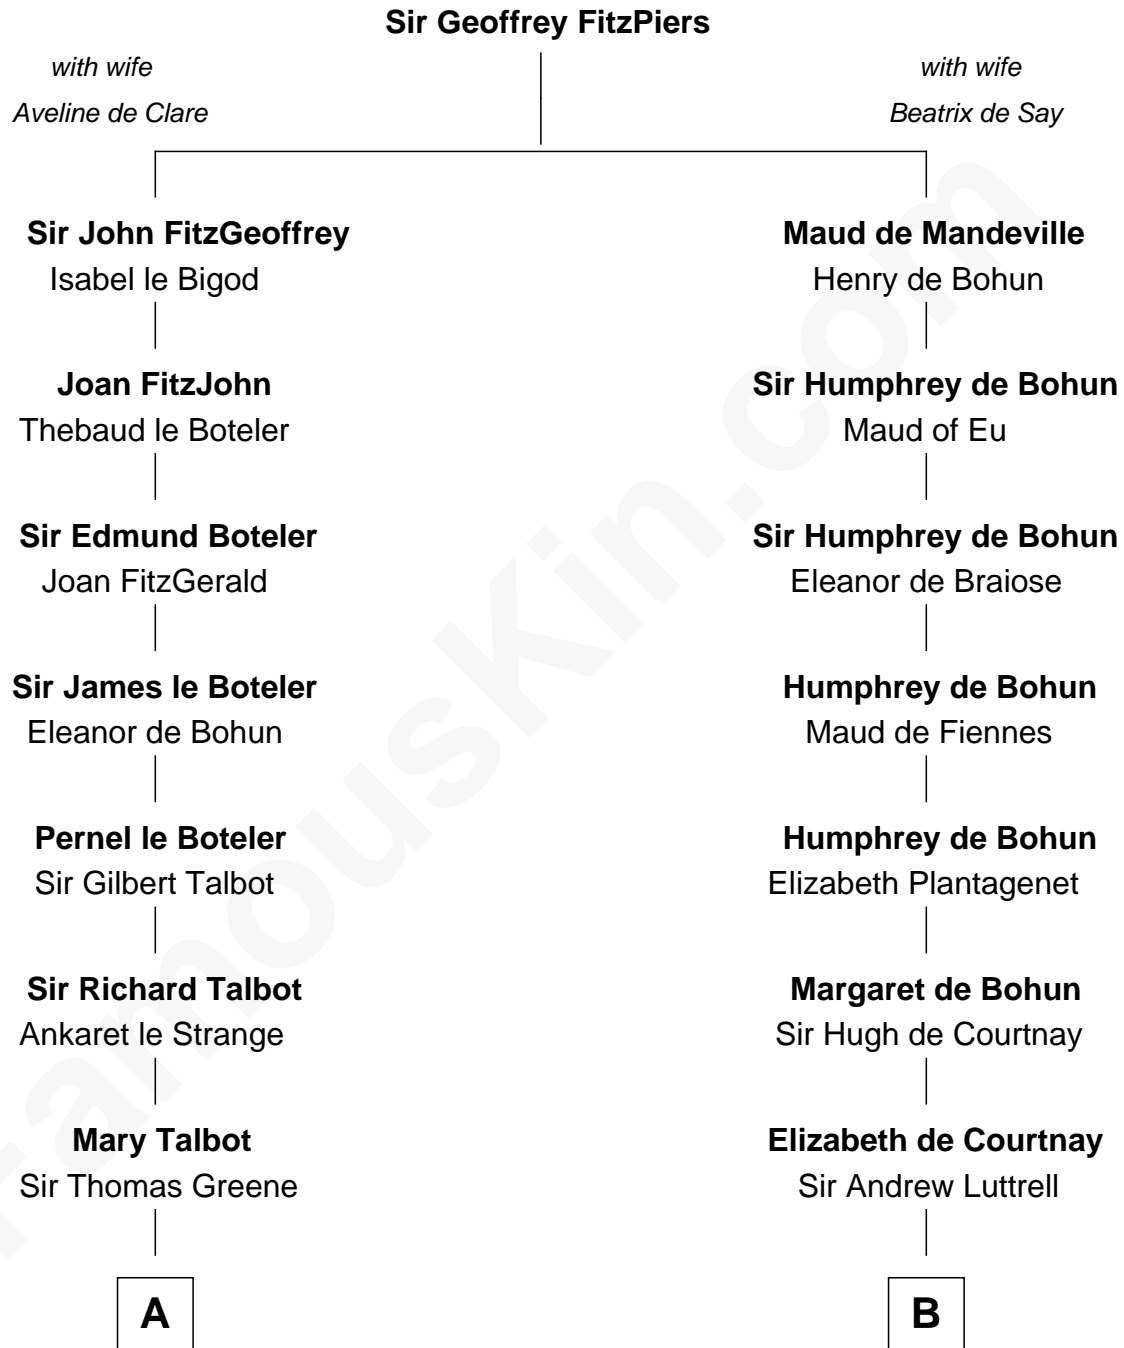 Sir Geoffrey FitzPiers
with wife
Aveline de Clare
with wife
Beatrix de Say
Sir John FitzGeoffrey
Isabel le Bigod
Maud de Mandeville
Henry de Bohun
Joan FitzJohn
Thebaud le Boteler
Sir Humphrey de Bohun
Maud of Eu
Sir Edmund Boteler
Joan FitzGerald
Sir Humphrey de Bohun
Eleanor de Braiose
Sir James le Boteler
Eleanor de Bohun
Humphrey de Bohun
Maud de Fiennes
Pernel le Boteler
Sir Gilbert Talbot
Humphrey de Bohun
Elizabeth Plantagenet
Sir Richard Talbot
Ankaret le Strange
Margaret de Bohun
Sir Hugh de Courtnay
Mary Talbot
Sir Thomas Greene
Elizabeth de Courtnay
Sir Andrew Luttrell
A
B
FamousKin.com